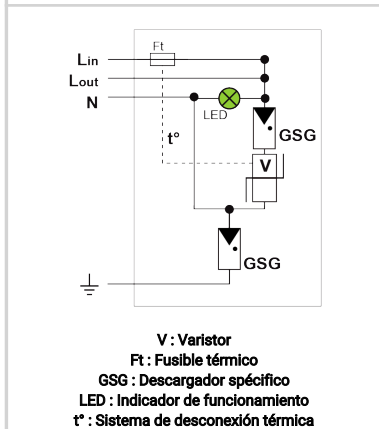 Ft
Lin
Lout
N
LED
GSG
t°
V
GSG
V : Varistor
Ft : Fusible térmico
GSG : Descargador spécifico
LED : Indicador de funcionamiento
t° : Sistema de desconexión térmica